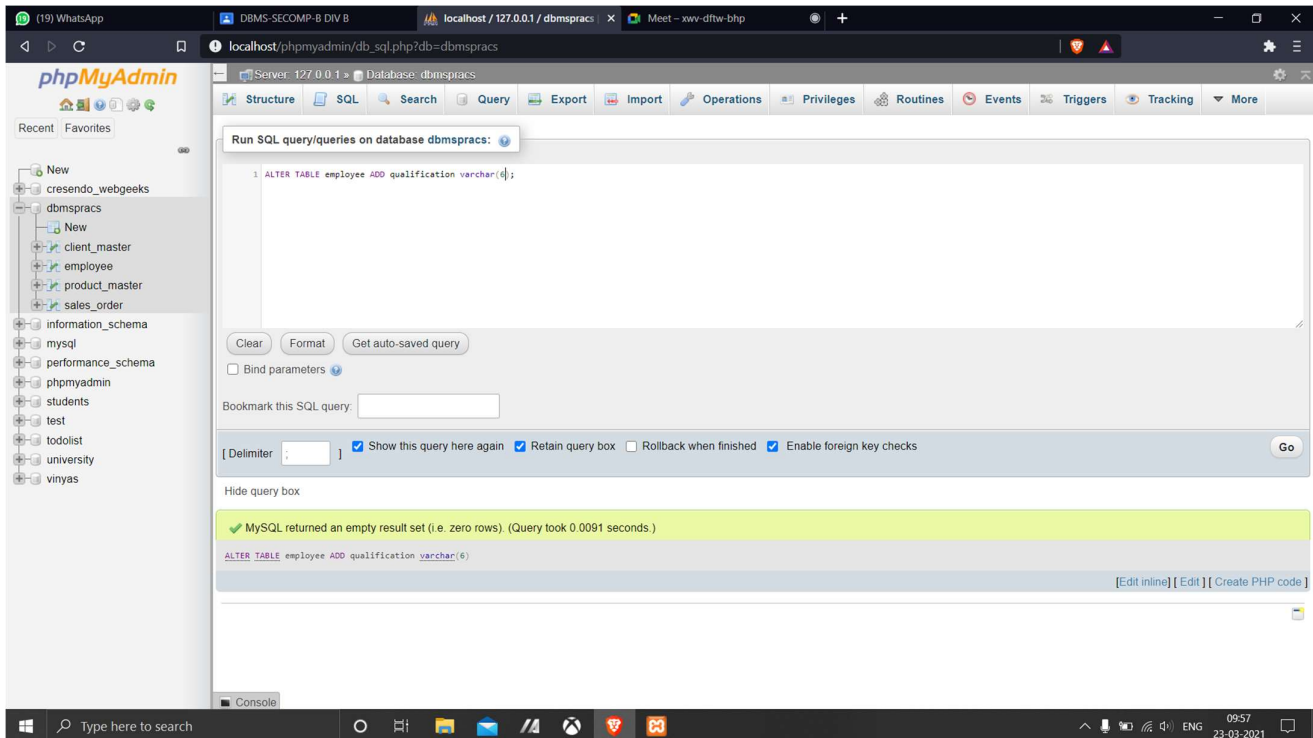 (19) WhatsApp
DBMS-SECOMP-B DIV B
localhost / 127.0.0.1 / dbmspracs |
Meet – xwv-dftw-bhp
localhost/phpmyadmin/db_sql.php?db=dbmspracs
phpMyAdmin
Recent Favorites
New
cresendo_webgeeks
dbmspracs
New
client_master
employee
product_master
sales_order
information_schema
mysql
performance_schema
phpmyadmin
students
test
todolist
university
vinyas
Server: 127.0.0.1 » Database: dbmspracs
Structure SQL Search Query Export Import Operations Privileges Routines Events Triggers Tracking More
Run SQL query/queries on database dbmspracs:
1 ALTER TABLE employee ADD qualification varchar(6);
Clear Format Get auto-saved query
Bind parameters
Bookmark this SQL query:
[ Delimiter ; ] Show this query here again Retain query box Rollback when finished Enable foreign key checks Go
Hide query box
MySQL returned an empty result set (i.e. zero rows). (Query took 0.0091 seconds.)
ALTER TABLE employee ADD qualification varchar(6)
[Edit inline] [ Edit ] [ Create PHP code ]
Console
Type here to search
ENG
09:57
23-03-2021